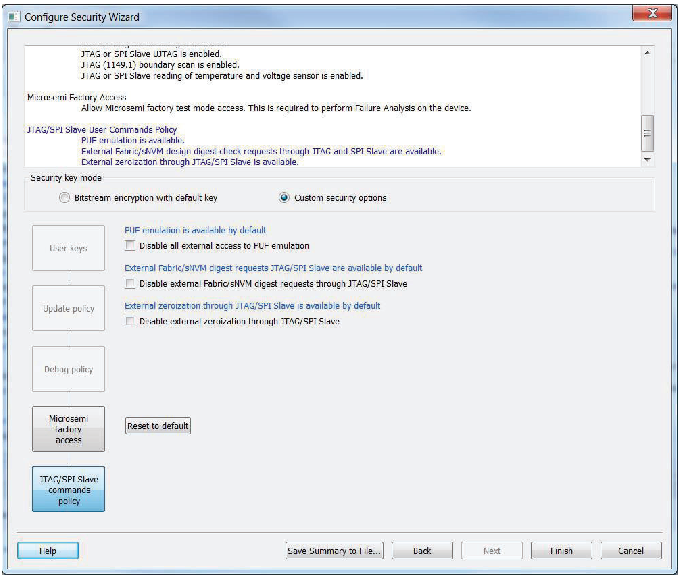 Configure Security Wizard
JTAG or SPI Slave UJTAG is enabled.
JTAG (1149.1) boundary scan is enabled.
JTAG or SPI Slave reading of temperature and voltage sensor is enabled.
Microsemi Factory Access
Allow Microsemi factory test mode access. This is required to perform Failure Analysis on the device.
JTAG/SPI Slave User Commands Policy
PUF emulation is available.
External Fabric/sNVM design digest check requests through JTAG and SPI Slave are available.
External zeroization through JTAG/SPI Slave is available.
Security key mode
Bitstream encryption with default key
Custom security options
User keys
PUF emulation is available by default
Disable all external access to PUF emulation
External Fabric/sNVM digest requests JTAG/SPI Slave are available by default
Disable external Fabric/sNVM digest requests through JTAG/SPI Slave
Update policy
External zeroization through JTAG/SPI Slave is available by default
Disable external zeroization through JTAG/SPI Slave
Debug policy
Microsemi
factory
access
Reset to default
JTAG/SPI Slave
commands
policy
Help
Save Summary to File...
Back
Next
Finish
Cancel